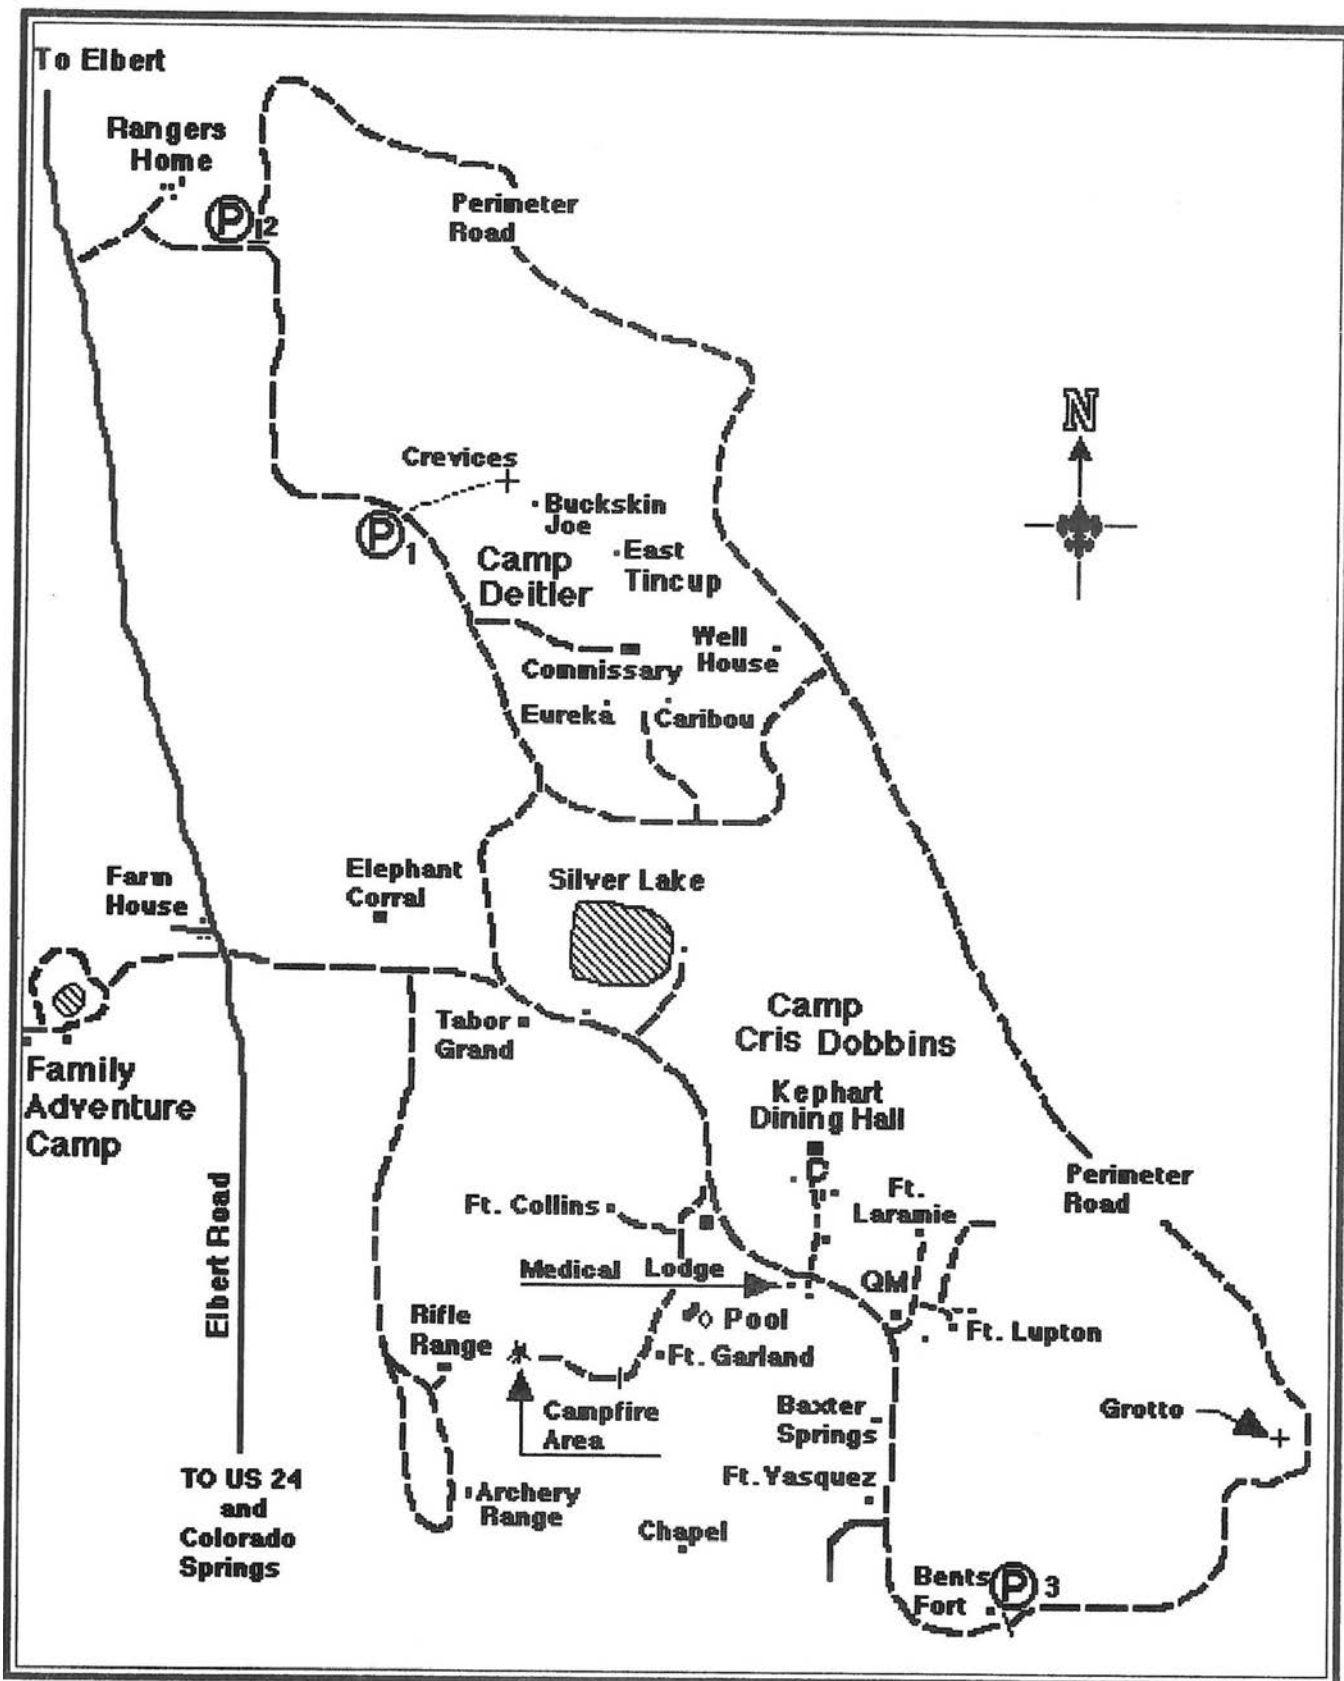 To Elbert
Rangers
Home
P 12
Perimeter
Road
N
Crevices
P 1
Buckskin
Joe
East
Tincup
Camp
Deitler
Well
House
Commissary
Eureka
Caribou
Farm
House
Elephant
Corral
Silver Lake
Tabor
Grand
Camp
Cris Dobbins
Family
Adventure
Camp
Kephart
Dining Hall
Elbert Road
Ft. Collins
Ft.
Laramie
Perimeter
Road
Medical
Lodge
QM
Rifle
Range
Pool
Ft. Lupton
Ft. Garland
Campfire
Area
Baxter
Springs
Grotto
TO US 24
and
Colorado
Springs
Archery
Range
Ft. Vasquez
Chapel
Bents
Fort
P 3